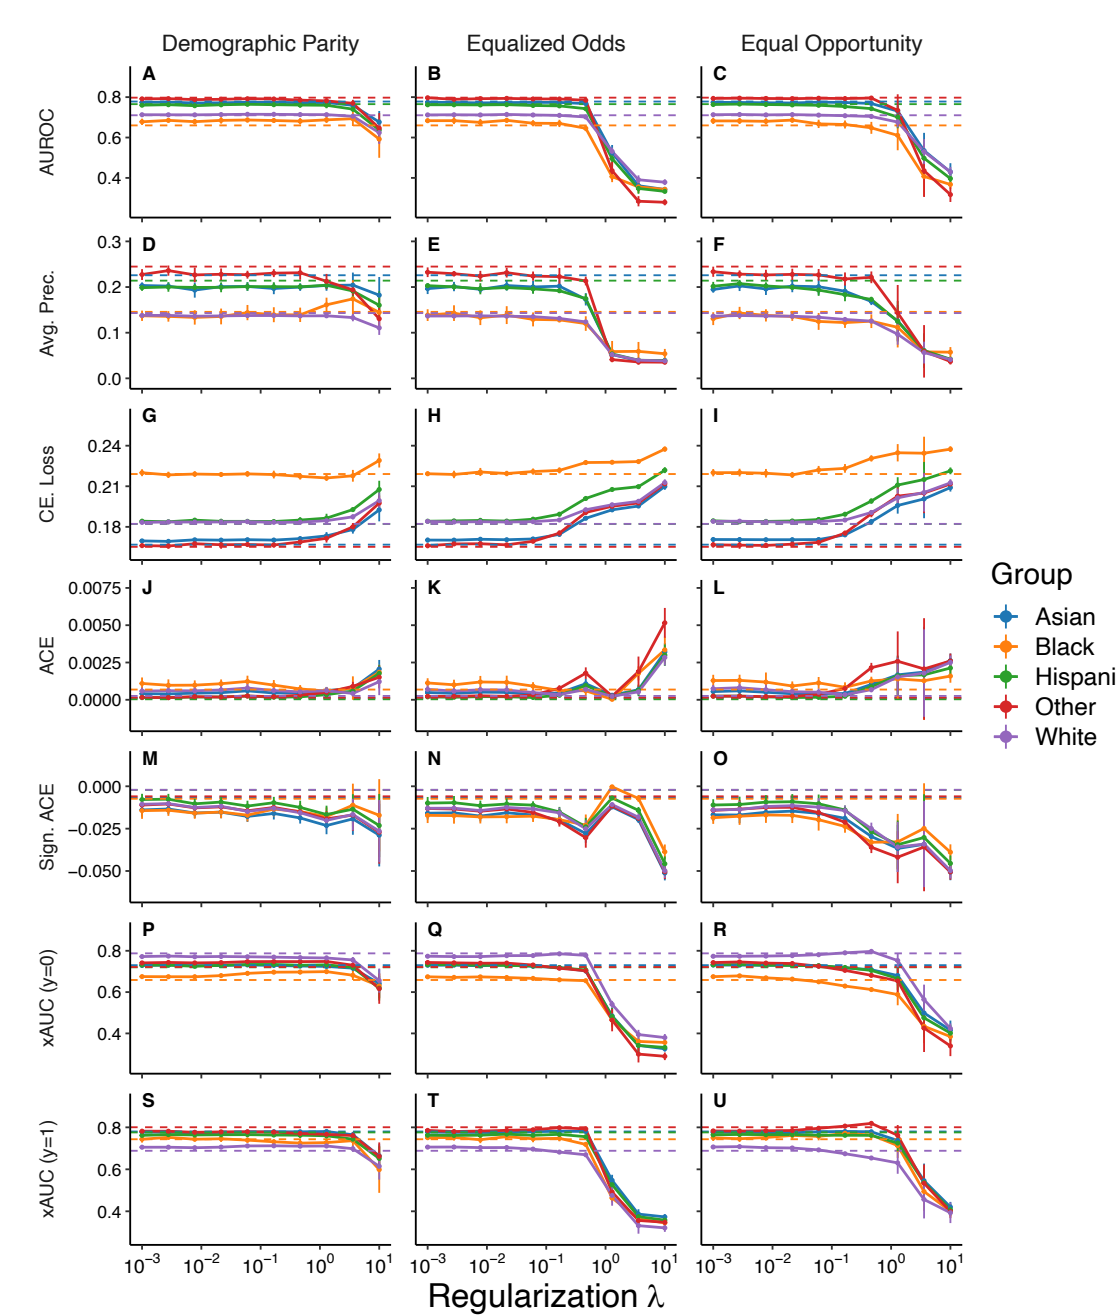 Demographic Parity Equalized Odds Equal Opportunity
A B C
AUROC
0.8
0.6
0.4
D E F
Avg. Prec.
0.3
0.2
0.1
0.0
G H I
CE. Loss
0.24
0.21
0.18
J K L
ACE
0.0075
0.0050
0.0025
0.0000
M N O
Sign. ACE
0.000
−0.025
−0.050
P Q R
xAUC (y=0)
0.8
0.6
0.4
S T U
xAUC (y=1)
0.8
0.6
0.4
10⁻³ 10⁻² 10⁻¹ 10⁰ 10¹ 10⁻³ 10⁻² 10⁻¹ 10⁰ 10¹ 10⁻³ 10⁻² 10⁻¹ 10⁰ 10¹
Regularization λ
Group
Asian
Black
Hispani
Other
White